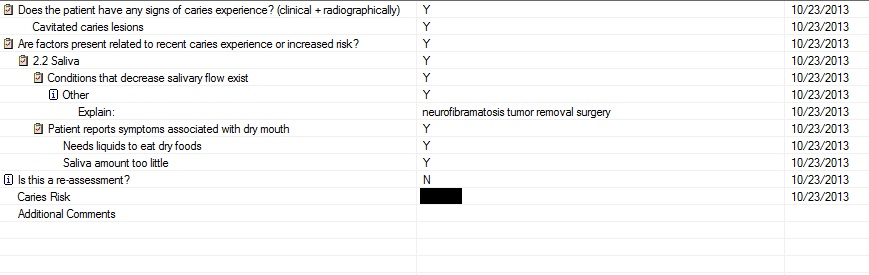 Does the patient have any signs of caries experience? (clinical + radiographically) Y 10/23/2013
Cavitated caries lesions Y 10/23/2013
Are factors present related to recent caries experience or increased risk? Y 10/23/2013
2.2 Saliva Y 10/23/2013
Conditions that decrease salivary flow exist Y 10/23/2013
i Other Y 10/23/2013
Explain: neurofibramatosis tumor removal surgery 10/23/2013
Patient reports symptoms associated with dry mouth Y 10/23/2013
Needs liquids to eat dry foods Y 10/23/2013
Saliva amount too little Y 10/23/2013
i Is this a re-assessment? N 10/23/2013
Caries Risk 10/23/2013
Additional Comments